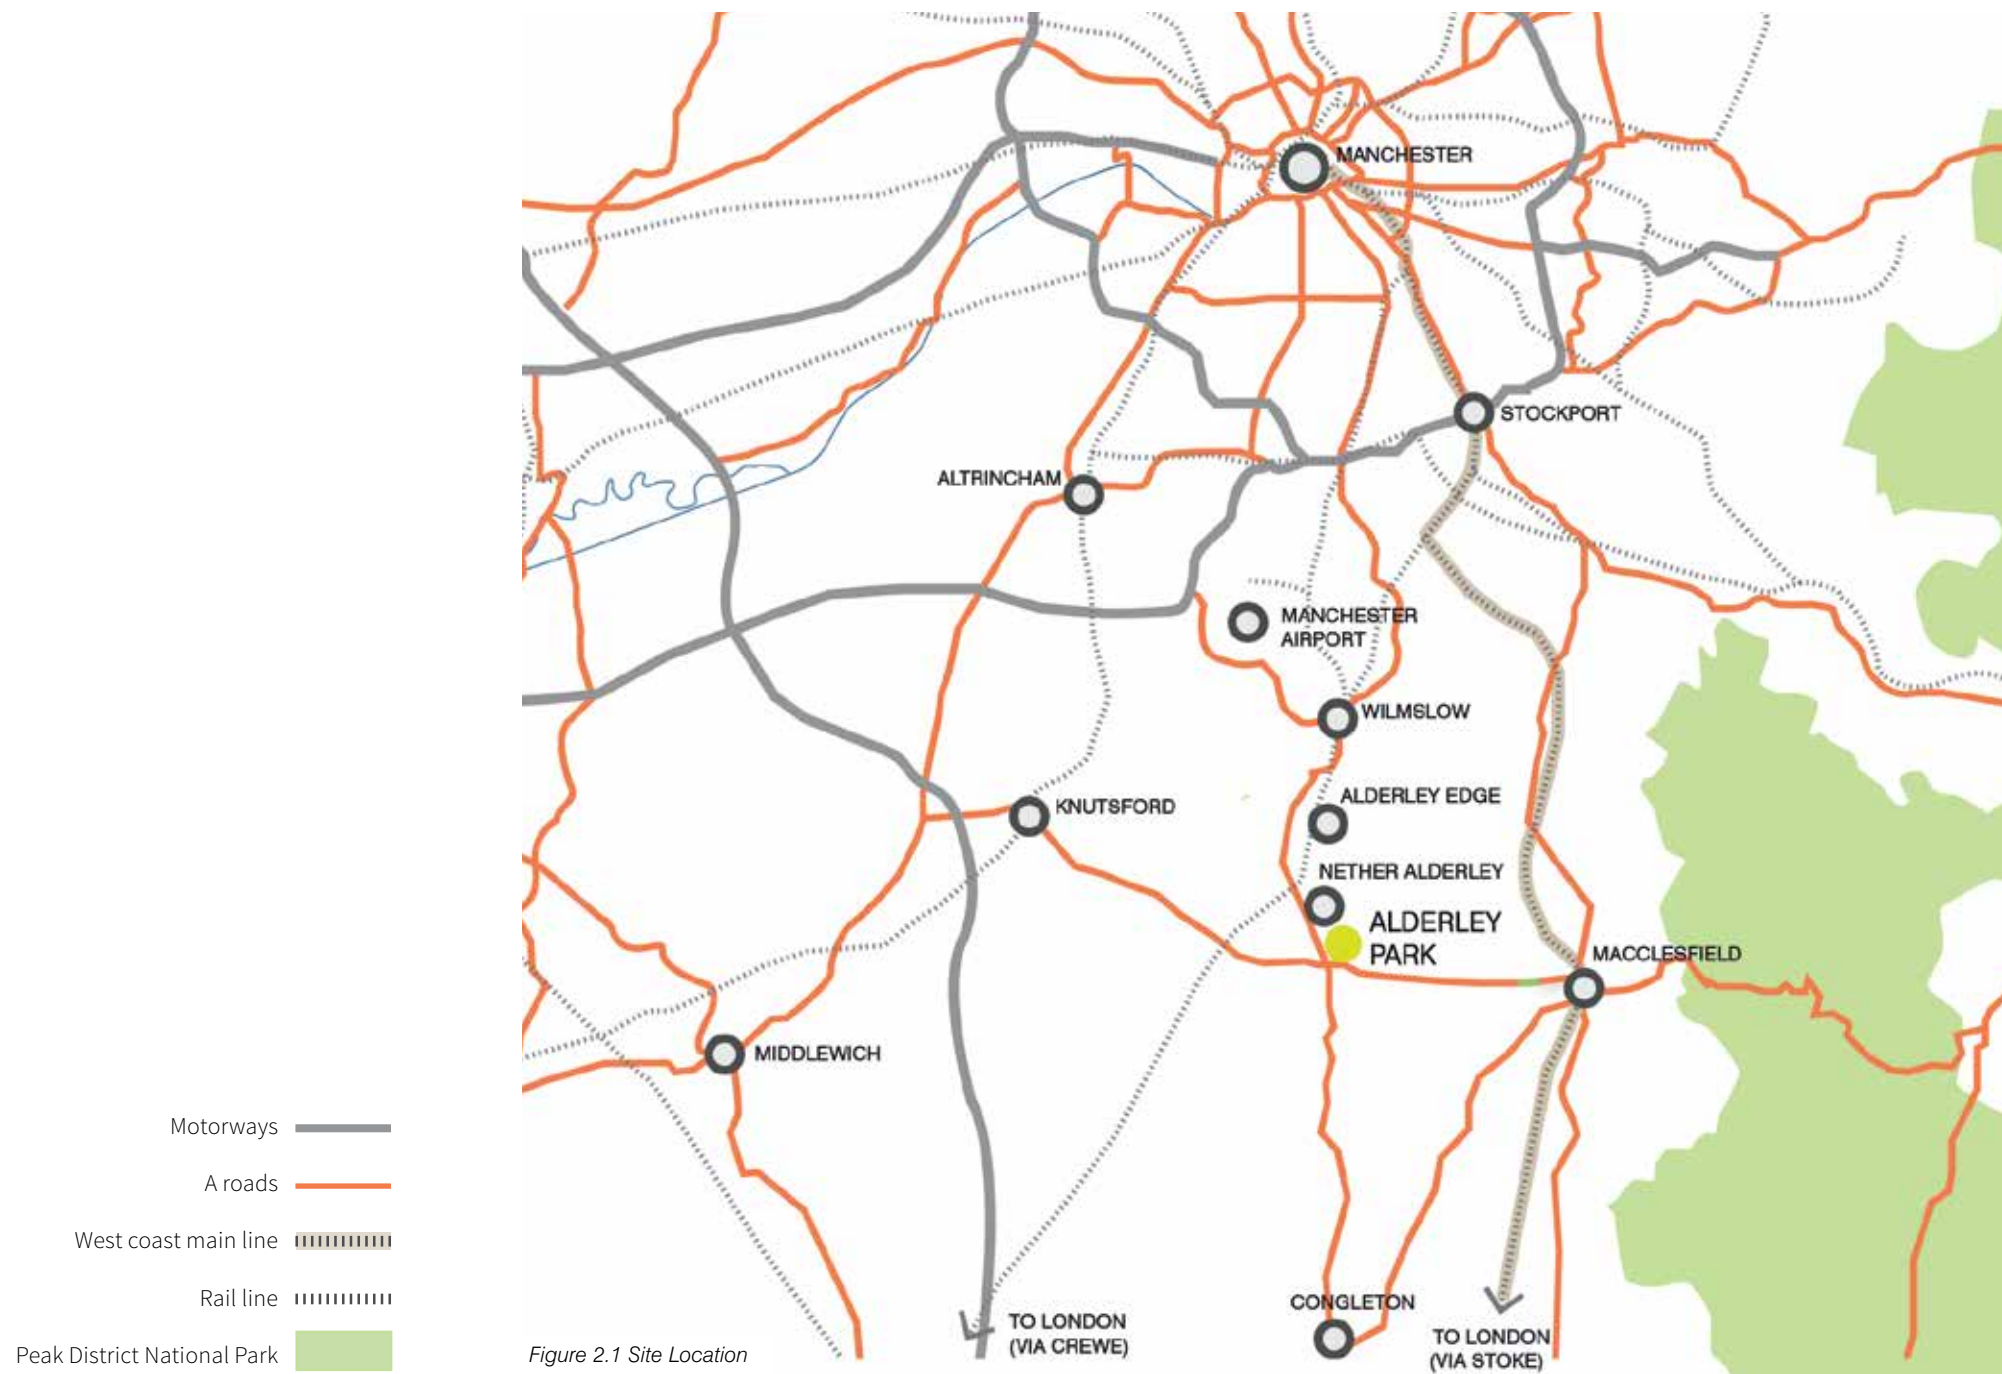 MANCHESTER
STOCKPORT
ALTRINCHAM
MANCHESTER
AIRPORT
WILMSLOW
ALDERLEY EDGE
KNUTSFORD
NETHER ALDERLEY
ALDERLEY
PARK
MACCLESFIELD
MIDDLEWICH
Motorways
A roads
West coast main line
Rail line
Peak District National Park
CONGLETON
TO LONDON
(VIA CREWE)
TO LONDON
(VIA STOKE)
Figure 2.1 Site Location